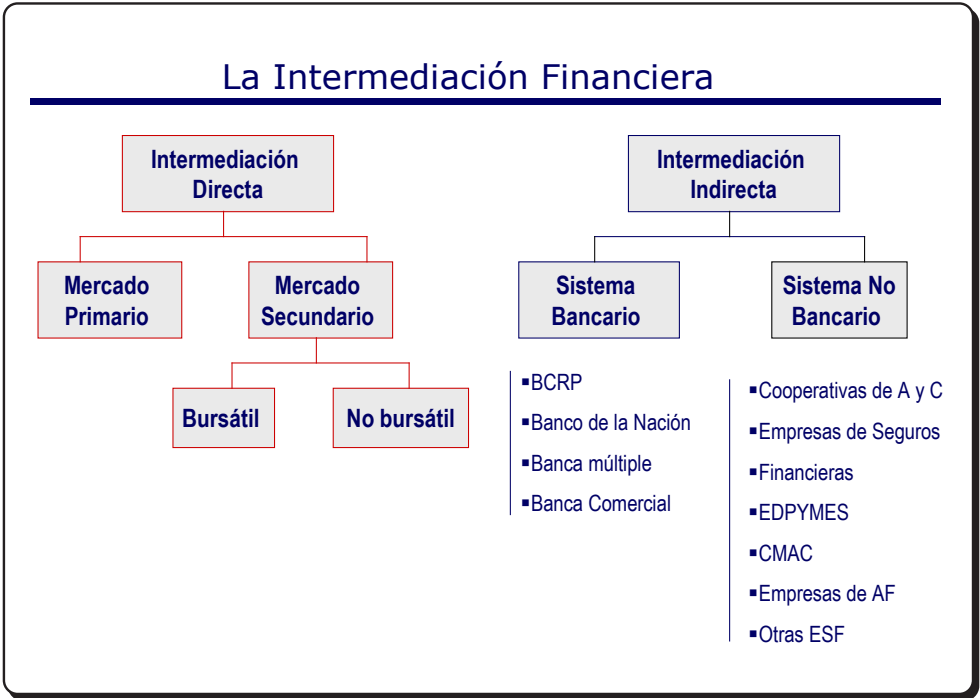 La Intermediación Financiera
Intermediación
Directa
Mercado
Primario
Mercado
Secundario
Bursátil
No bursátil
Intermediación
Indirecta
Sistema
Bancario
▪BCRP
▪Banco de la Nación
▪Banca múltiple
▪Banca Comercial
Sistema No
Bancario
▪Cooperativas de A y C
▪Empresas de Seguros
▪Financieras
▪EDPYMES
▪CMAC
▪Empresas de AF
▪Otras ESF